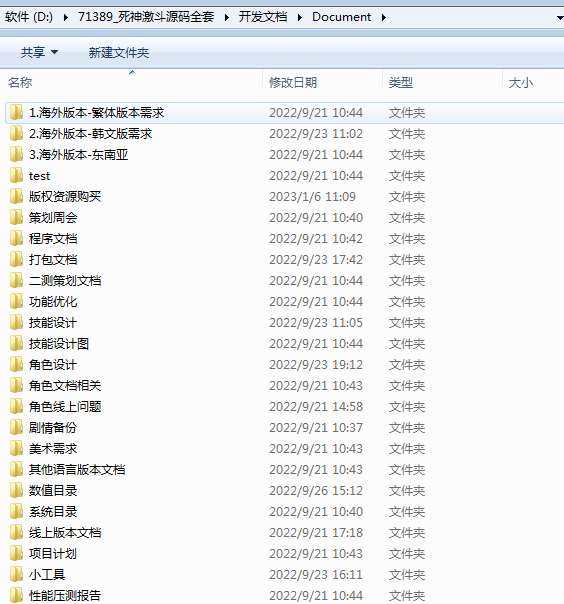 软件 (D:) 71389_死神激斗源码全套 开发文档 Document
共享 新建文件夹
名称 修改日期 类型 大小
1.海外版本-繁体版本需求 2022/9/21 10:44 文件夹
2.海外版本-韩文版需求 2022/9/23 11:02 文件夹
3.海外版本-东南亚 2022/9/21 10:44 文件夹
test 2022/9/21 10:44 文件夹
版权资源购买 2023/1/6 11:09 文件夹
策划周会 2022/9/21 10:40 文件夹
程序文档 2022/9/21 10:42 文件夹
打包文档 2022/9/23 17:42 文件夹
二测策划文档 2022/9/21 10:44 文件夹
功能优化 2022/9/21 10:44 文件夹
技能设计 2022/9/23 11:05 文件夹
技能设计图 2022/9/21 10:44 文件夹
角色设计 2022/9/23 19:12 文件夹
角色文档相关 2022/9/21 10:43 文件夹
角色线上问题 2022/9/21 14:58 文件夹
剧情备份 2022/9/21 10:37 文件夹
美术需求 2022/9/21 10:43 文件夹
其他语言版本文档 2022/9/21 10:43 文件夹
数值目录 2022/9/26 15:12 文件夹
系统目录 2022/9/21 10:40 文件夹
线上版本文档 2022/9/21 17:18 文件夹
项目计划 2022/9/21 10:43 文件夹
小工具 2022/9/23 16:11 文件夹
性能压测报告 2022/9/21 10:44 文件夹